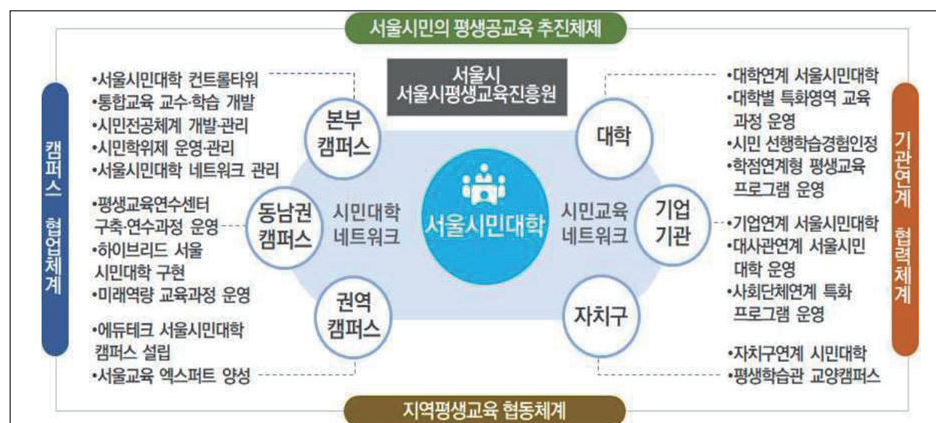 서울시민의 평생공교육 추진체제
서울시
서울시평생교육진흥원
캠퍼스 협업체계
•서울시민대학 컨트롤타워
•통합교육 교수·학습 개발
•시민전공체계 개발·관리
•시민학위제 운영·관리
•서울시민대학 네트워크 관리
•평생교육연수센터
구축·연수과정 운영
•하이브리드 서울
시민대학 구현
•미래역량 교육과정 운영
•에듀테크 서울시민대학
캠퍼스 설립
•서울교육 엑스퍼트 양성
본부
캠퍼스
동남권
캠퍼스
권역
캠퍼스
시민대학
네트워크
서울시민대학
시민교육
네트워크
대학
기업
기관
자치구
•대학연계 서울시민대학
•대학별 특화영역 교육
과정 운영
•시민 선행학습경험인정
•학점연계형 평생교육
프로그램 운영
•기업연계 서울시민대학
•대사관연계 서울시민
대학 운영
•사회단체연계 특화
프로그램 운영
•자치구연계 시민대학
•평생학습관 교양캠퍼스
기관연계 협력체계
지역평생교육 협동체계